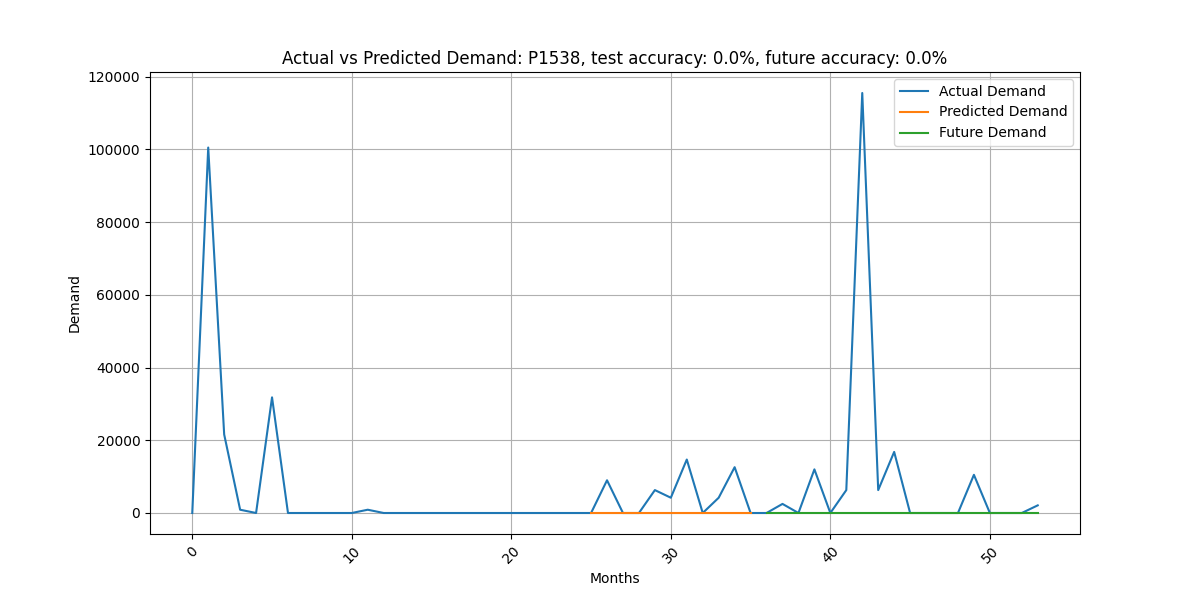 Actual vs Predicted Demand: P1538, test accuracy: 0.0%, future accuracy: 0.0%
Actual Demand
Predicted Demand
Future Demand
120000
100000
80000
60000
40000
20000
0
Demand
0
10
20
30
40
50
Months